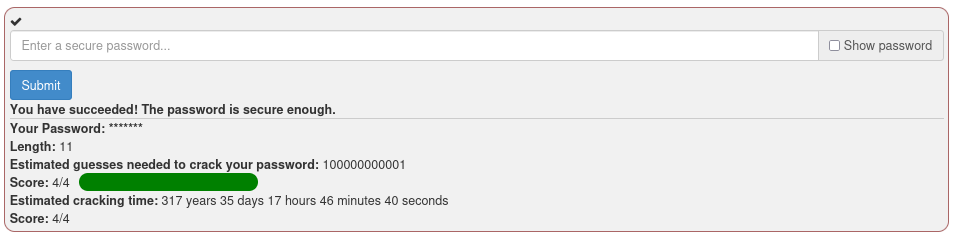 Enter a secure password...
Show password
Submit
You have succeeded! The password is secure enough.
Your Password: *******
Length: 11
Estimated guesses needed to crack your password: 100000000001
Score: 4/4
Estimated cracking time: 317 years 35 days 17 hours 46 minutes 40 seconds
Score: 4/4